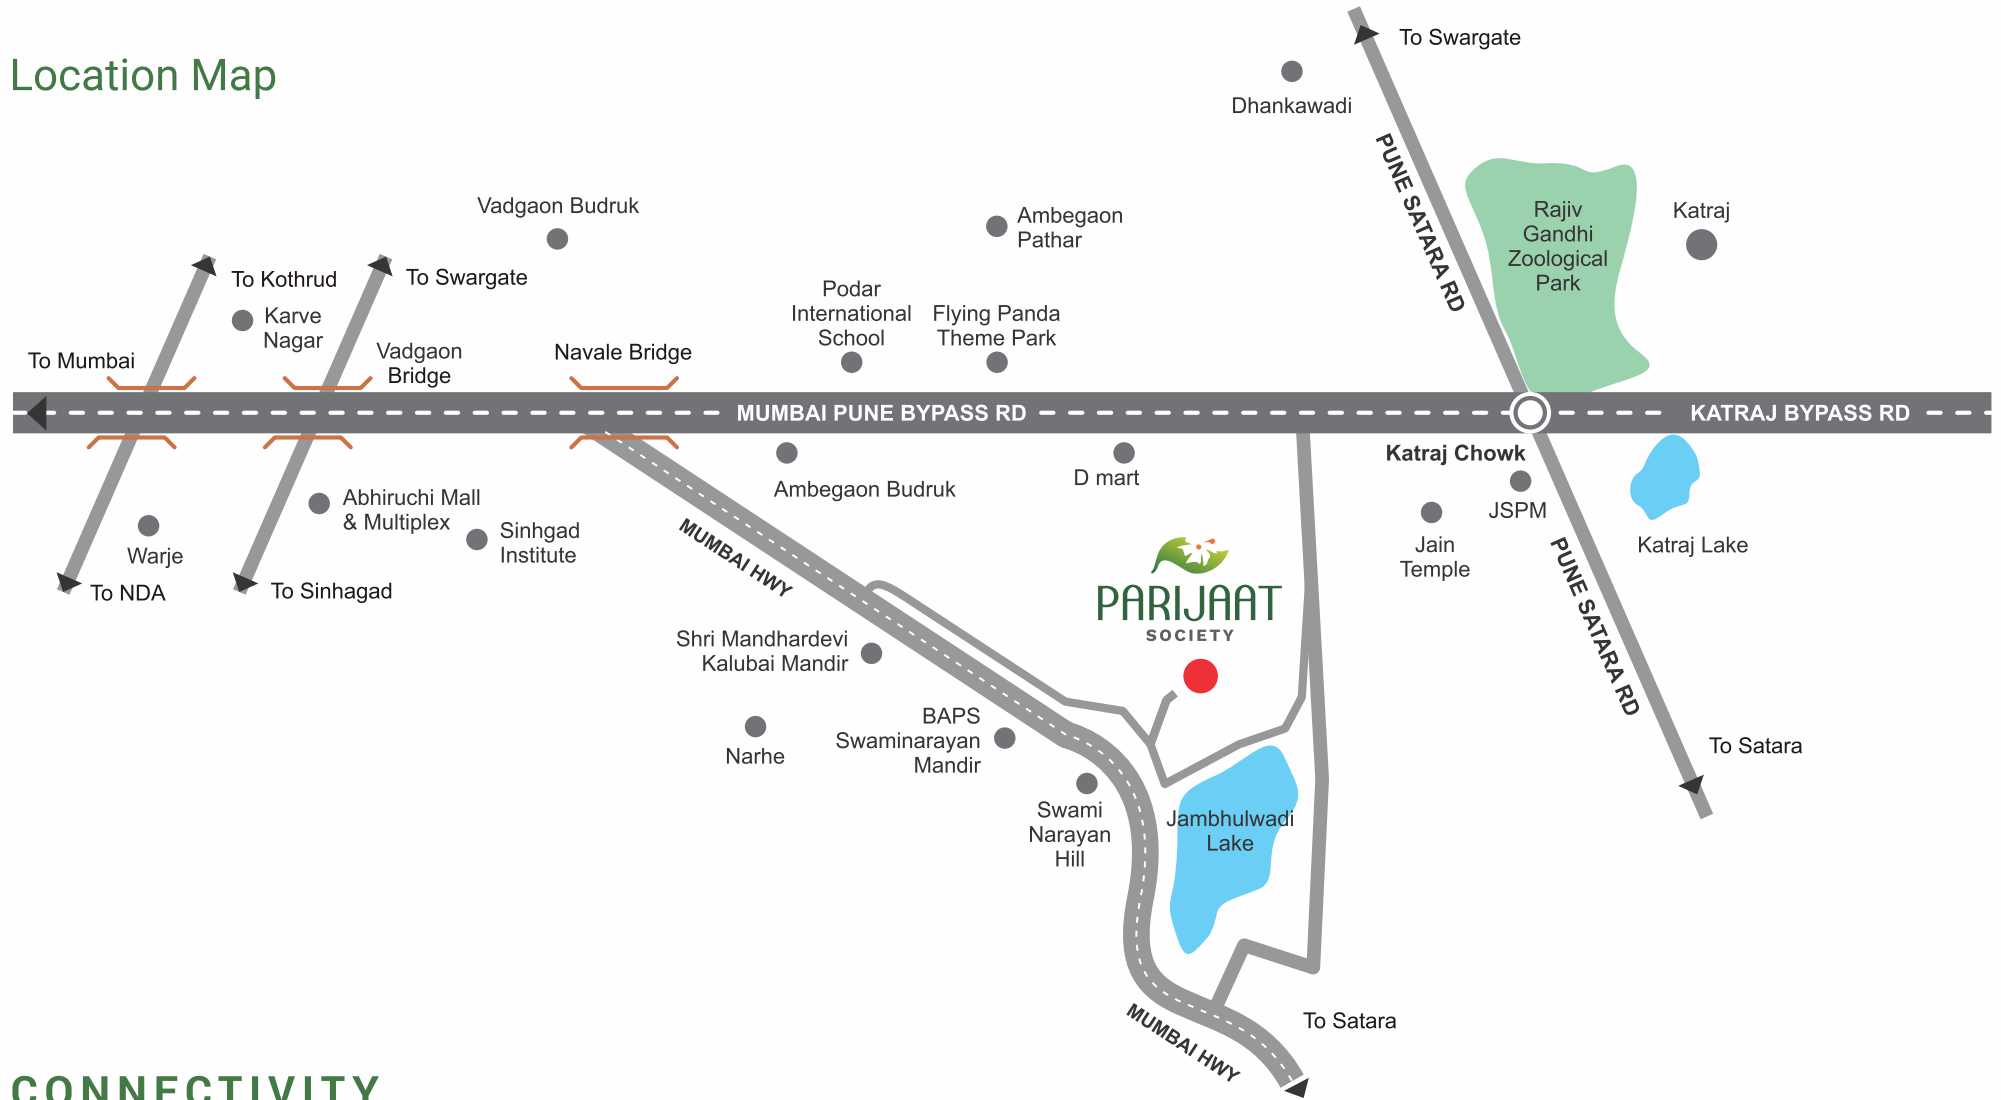 Location Map
To Swargate
Dhankawadi
PUNE SATARA RD
Rajiv
Gandhi
Zoological
Park
Katraj
Vadgaon Budruk
Ambegaon
Pathar
To Kothrud
To Swargate
Karve
Nagar
Podar
International
School
Flying Panda
Theme Park
To Mumbai
Vadgaon
Bridge
Navale Bridge
MUMBAI PUNE BYPASS RD
KATRAJ BYPASS RD
Katraj Chowk
D mart
Ambegaon Budruk
Abhiruchi Mall
& Multiplex
Sinhgad
Institute
Warje
To NDA
To Sinhagad
MUMBAI HWY
JSPM
Jain
Temple
Katraj Lake
PUNE SATARA RD
PARIJAAT
SOCIETY
Shri Mandhardevi
Kalubai Mandir
Narhe
BAPS
Swaminarayan
Mandir
Swami
Narayan
Hill
Jambhulwadi
Lake
To Satara
To Satara
MUMBAI HWY
CONNECTIVITY